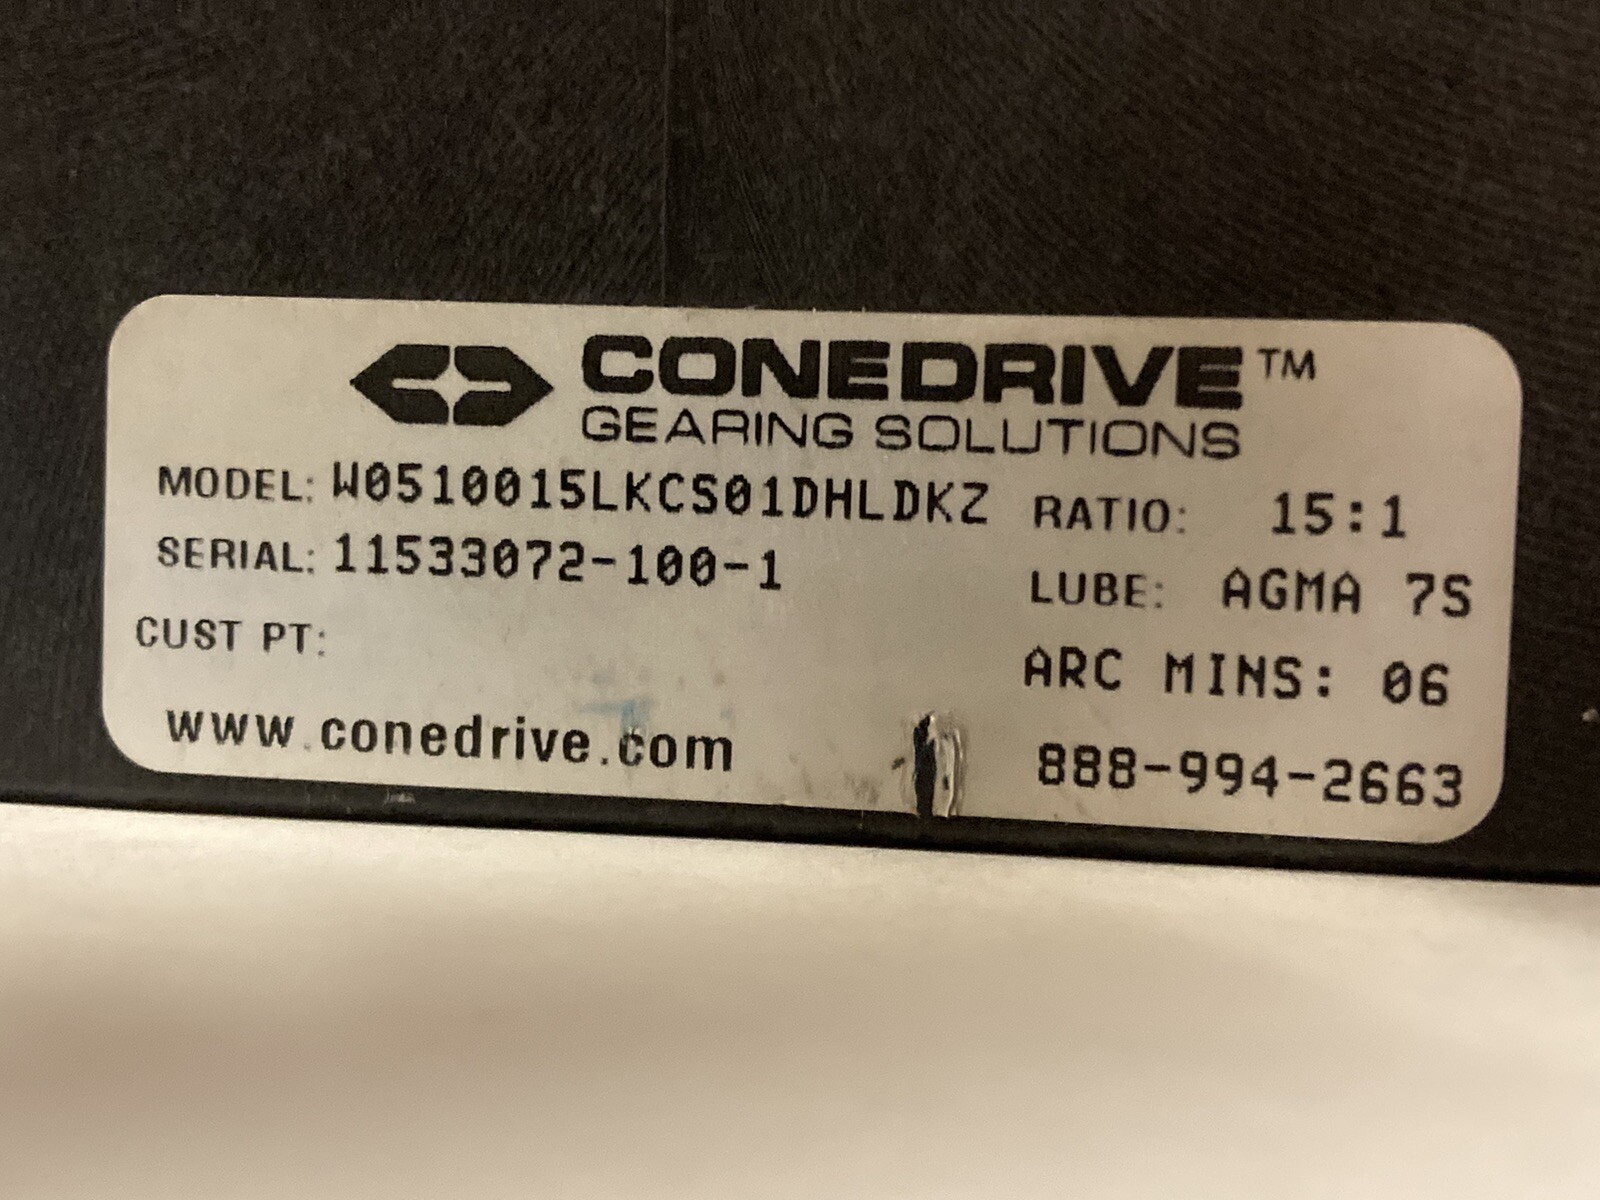 CONEDRIVE™
GEARING SOLUTIONS
MODEL: W0510015LKCS01DHLDKZ RATIO: 15:1
SERIAL: 11533072-100-1 LUBE: AGMA 7S
CUST PT: ARC MINS: 06
www.conedrive.com 888-994-2663